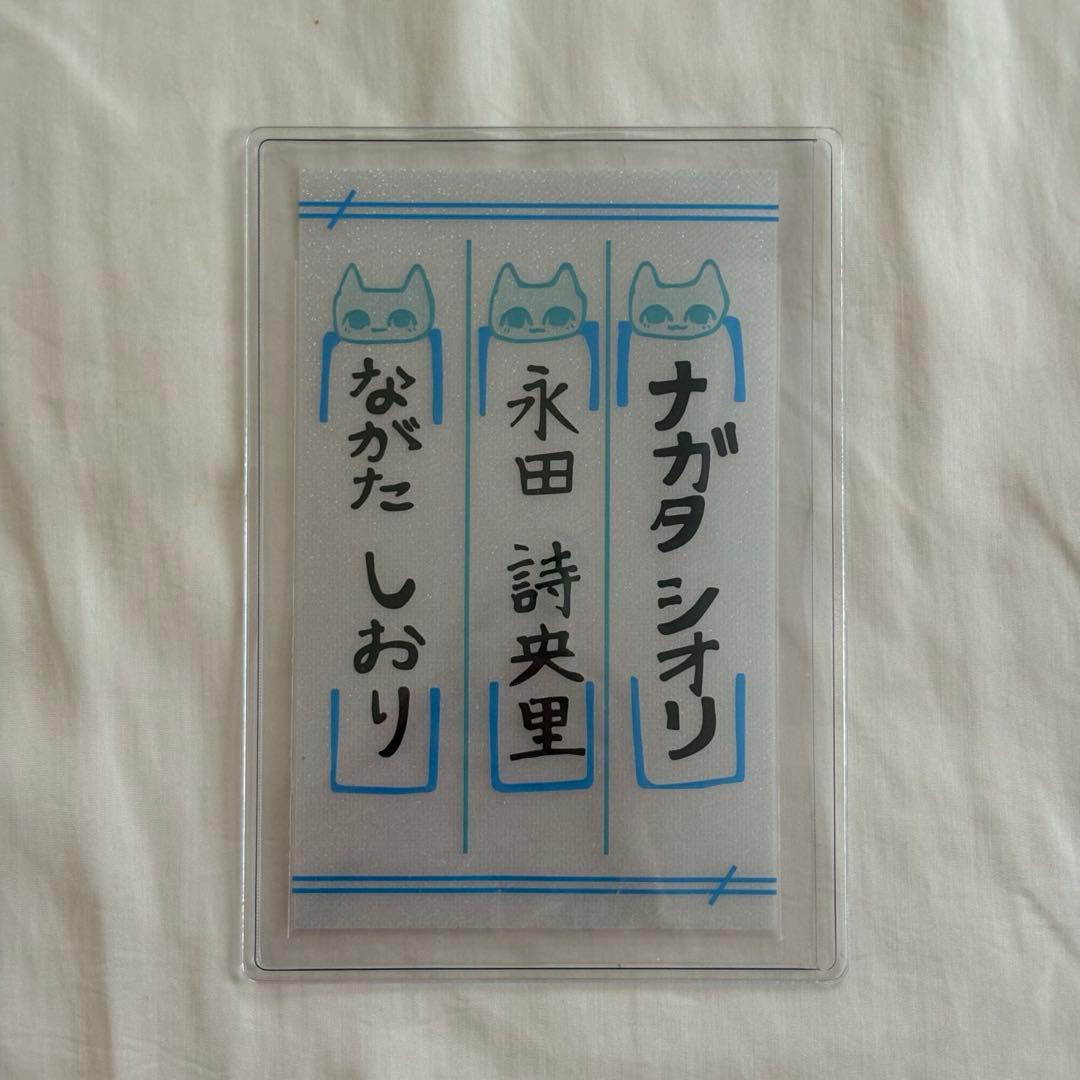 ナガタ シオリ
永田 詩央里
ながた しおり